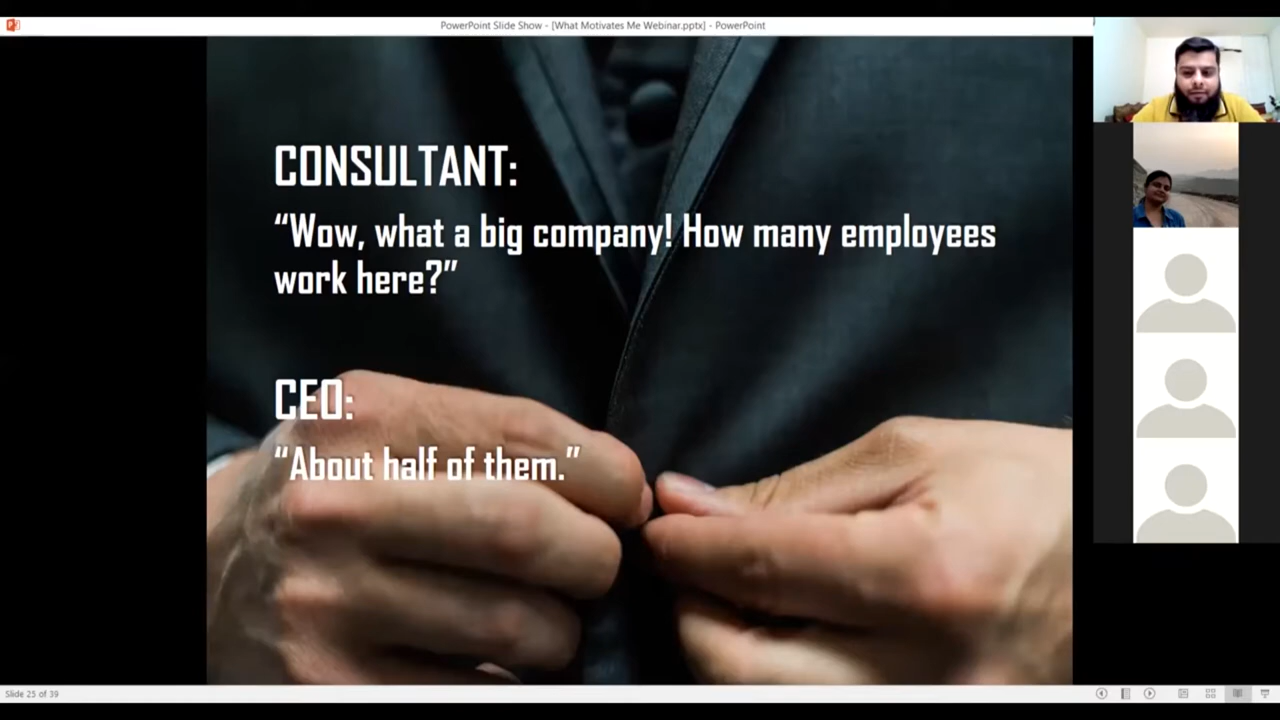 PowerPoint Slide Show - [What Motivates Me Webinar.pptx] - PowerPoint
CONSULTANT:
“Wow, what a big company! How many employees
work here?”
CEO:
“About half of them.”
Slide 25 of 39